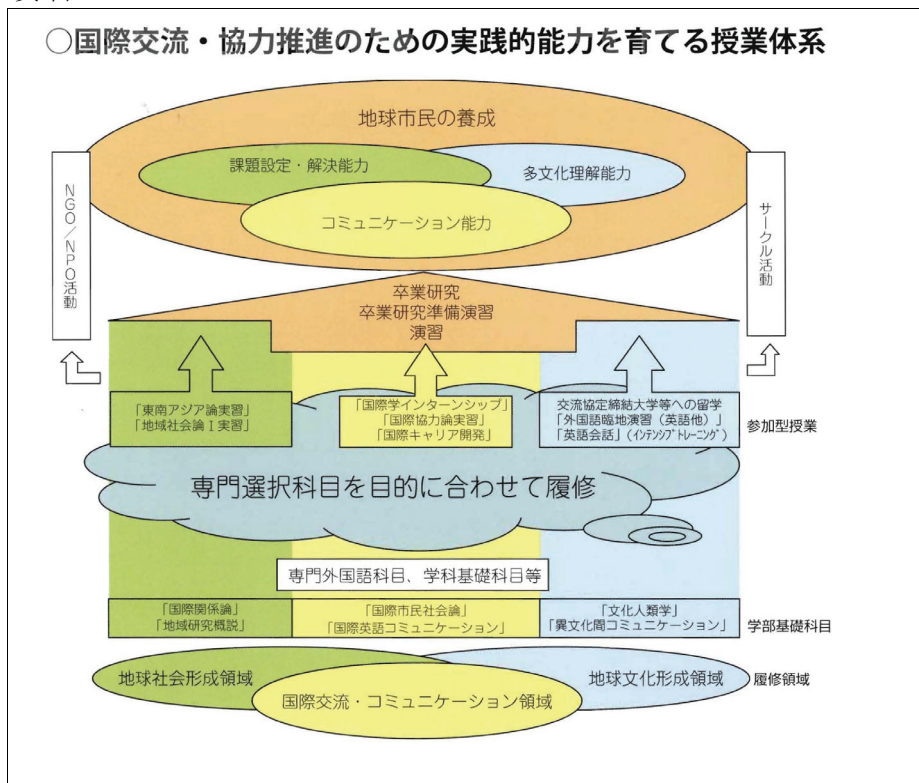 ○国際交流・協力推進のための実践的能力を育てる授業体系
地球市民の養成
課題設定・解決能力
多文化理解能力
コミュニケーション能力
NGO/NPO活動
サークル活動
卒業研究
卒業研究準備演習
演習
「東南アジア論実習」
「地域社会論Ⅰ実習」
「国際学インターンシップ」
「国際協力論実習」
「国際キャリア開発」
交流協定締結大学等への留学
「外国語臨地演習（英語他）」
「英語会話」(ｲﾝﾃﾝｼﾌﾞﾄﾚｰﾆﾝｸﾞ)
参加型授業
専門選択科目を目的に合わせて履修
専門外国語科目、学科基礎科目等
「国際関係論」
「地域研究概説」
「国際市民社会論」
「国際英語コミュニケーション」
「文化人類学」
「異文化間コミュニケーション」
学部基礎科目
地球社会形成領域
国際交流・コミュニケーション領域
地球文化形成領域
履修領域